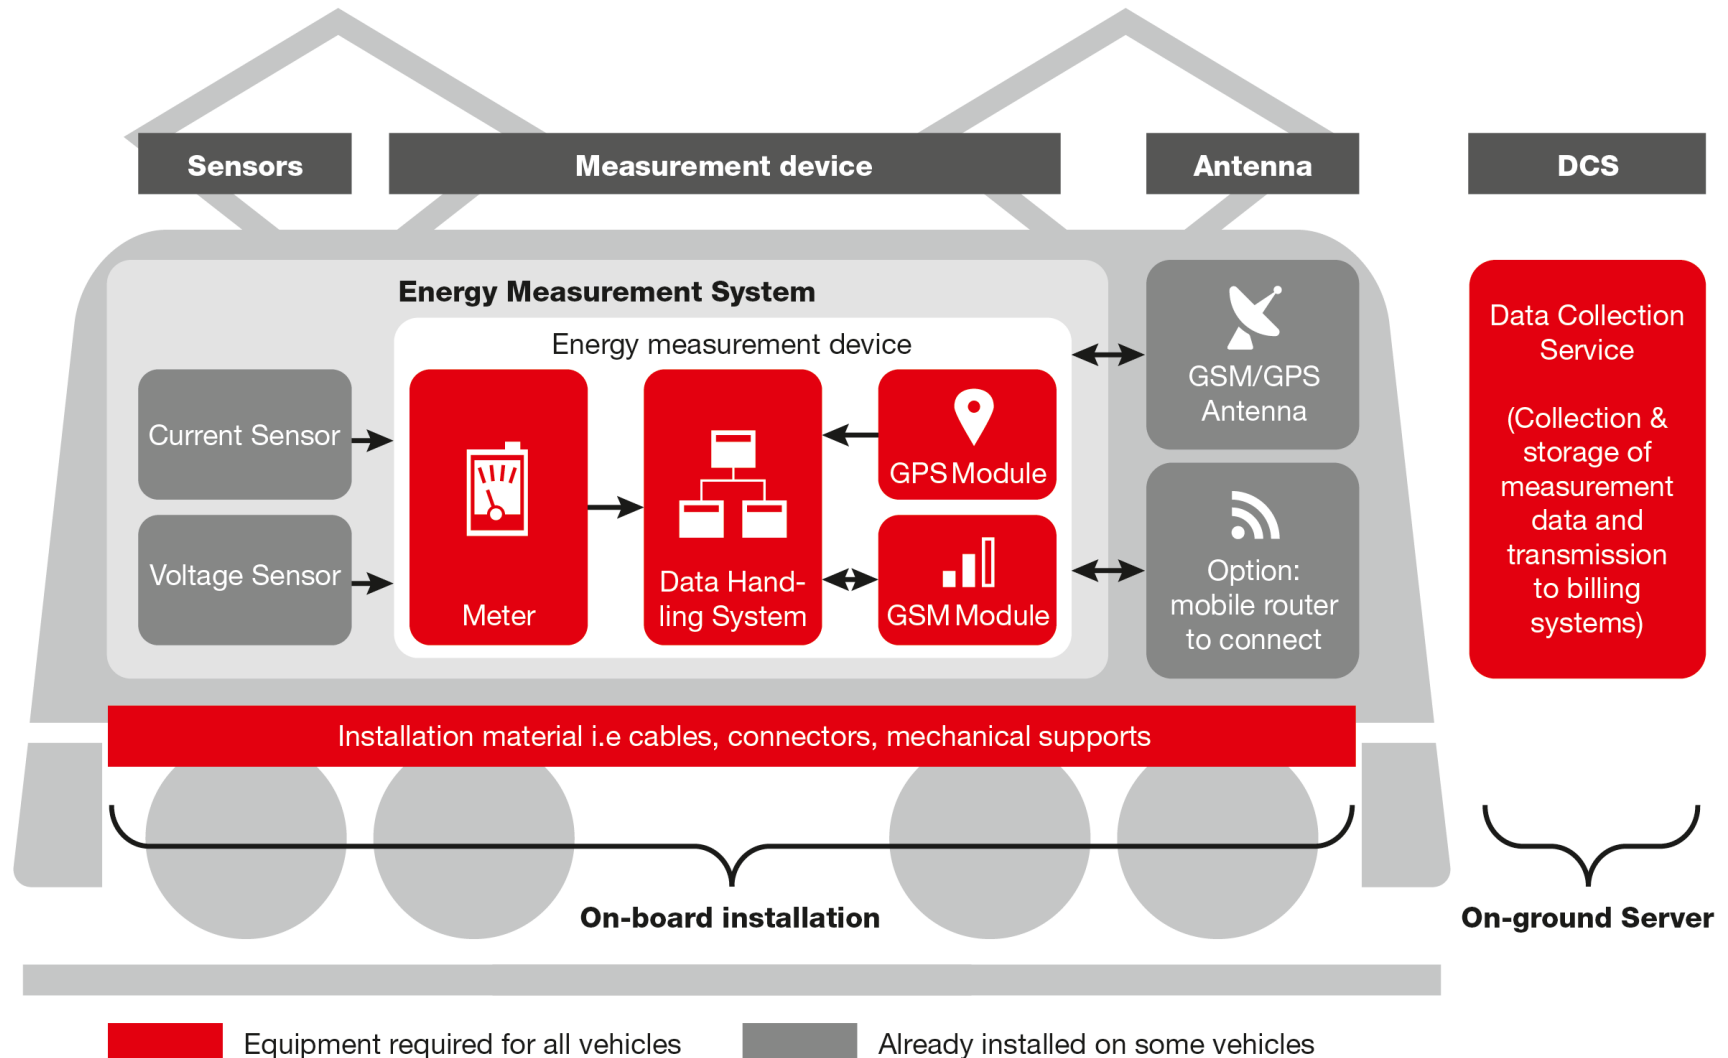 Sensors
Measurement device
Antenna
DCS
Energy Measurement System
Energy measurement device
Current Sensor
Voltage Sensor
Meter
Data Hand-
ling System
GPS Module
GSM Module
GSM/GPS
Antenna
Option:
mobile router
to connect
Data Collection
Service
(Collection &
storage of
measurement
data and
transmission
to billing
systems)
Installation material i.e cables, connectors, mechanical supports
On-board installation
On-ground Server
Equipment required for all vehicles
Already installed on some vehicles